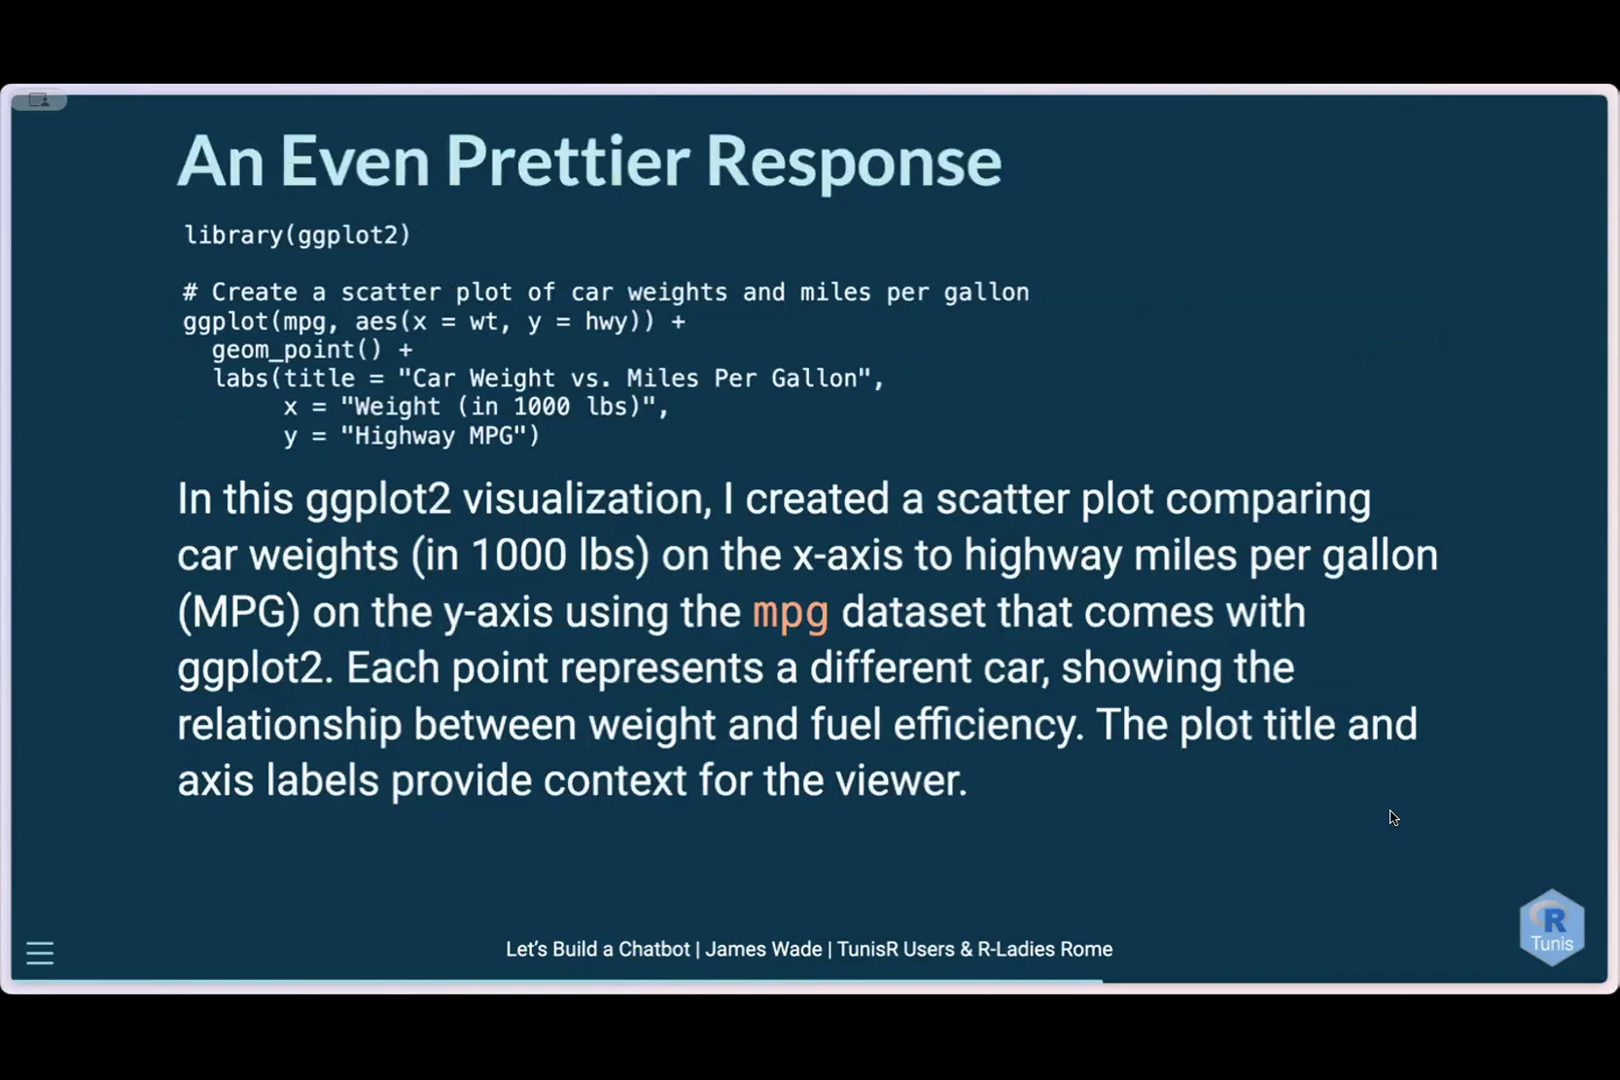 An Even Prettier Response
library(ggplot2)
# Create a scatter plot of car weights and miles per gallon
ggplot(mpg, aes(x = wt, y = hwy)) +
  geom_point() +
  labs(title = "Car Weight vs. Miles Per Gallon",
       x = "Weight (in 1000 lbs)",
       y = "Highway MPG")
In this ggplot2 visualization, I created a scatter plot comparing
car weights (in 1000 lbs) on the x-axis to highway miles per gallon
(MPG) on the y-axis using the mpg dataset that comes with
ggplot2. Each point represents a different car, showing the
relationship between weight and fuel efficiency. The plot title and
axis labels provide context for the viewer.
Let's Build a Chatbot | James Wade | TunisR Users & R-Ladies Rome
R
Tunis